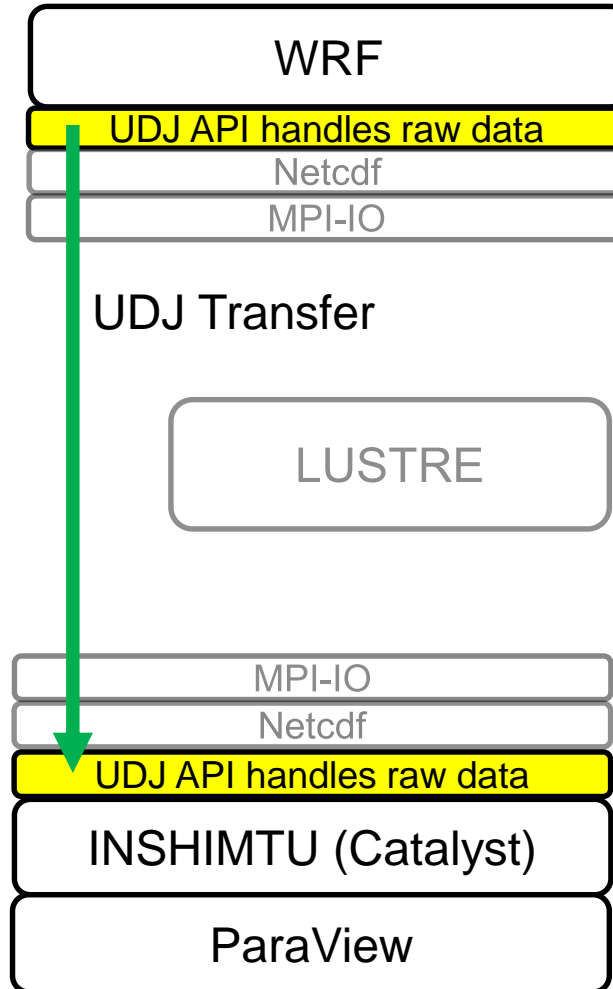 WRF
UDJ API handles raw data
Netcdf
MPI-IO
UDJ Transfer
LUSTRE
MPI-IO
Netcdf
UDJ API handles raw data
INSHIMTU (Catalyst)
ParaView